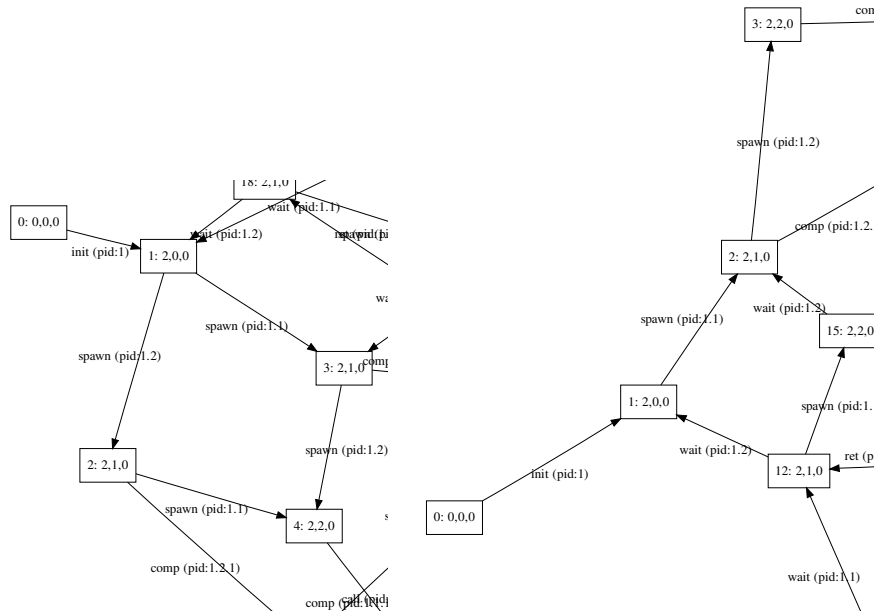 18: 2,1,0
wait (pid:1.1)
0: 0,0,0
wait (pid:1.2)
init (pid:1)
1: 2,0,0
spawn (pid:1.1)
spawn (pid:1.2)
3: 2,1,0
spawn (pid:1.2)
2: 2,1,0
spawn (pid:1.1)
4: 2,2,0
comp (pid:1.2.1)
3: 2,2,0
spawn (pid:1.2)
comp (pid:1.2.
2: 2,1,0
wait (pid:1.2)
spawn (pid:1.1)
15: 2,2,0
1: 2,0,0
spawn (pid:1.
wait (pid:1.2)
ret (p
init (pid:1)
12: 2,1,0
0: 0,0,0
wait (pid:1.1)